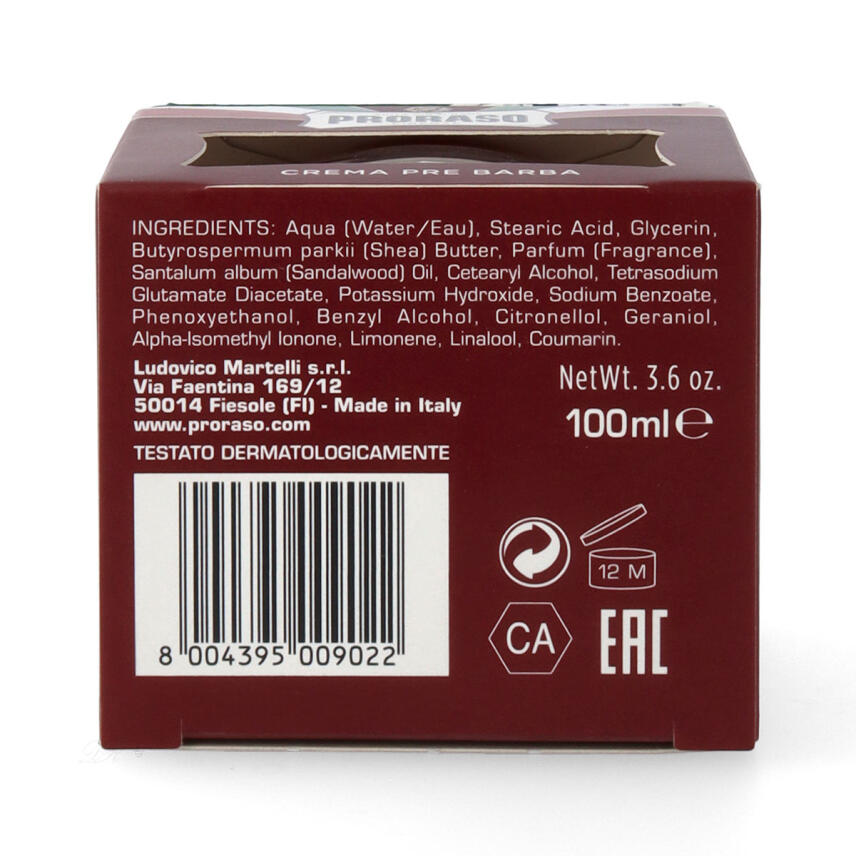 PRORASO
CREMA PRE BARBA
INGREDIENTS: Aqua (Water/Eau), Stearic Acid, Glycerin,
Butyrospermum parkii (Shea) Butter, Parfum (Fragrance),
Santalum album (Sandalwood) Oil, Cetearyl Alcohol, Tetrasodium
Glutamate Diacetate, Potassium Hydroxide, Sodium Benzoate,
Phenoxyethanol, Benzyl Alcohol, Citronellol, Geraniol,
Alpha-Isomethyl Ionone, Limonene, Linalool, Coumarin.
Ludovico Martelli s.r.l.
Via Faentina 169/12
50014 Fiesole (FI) - Made in Italy
www.proraso.com
TESTATO DERMATOLOGICAMENTE
NetWt. 3.6 oz.
100ml e
12 M
CA
EAC
8 004395 009022